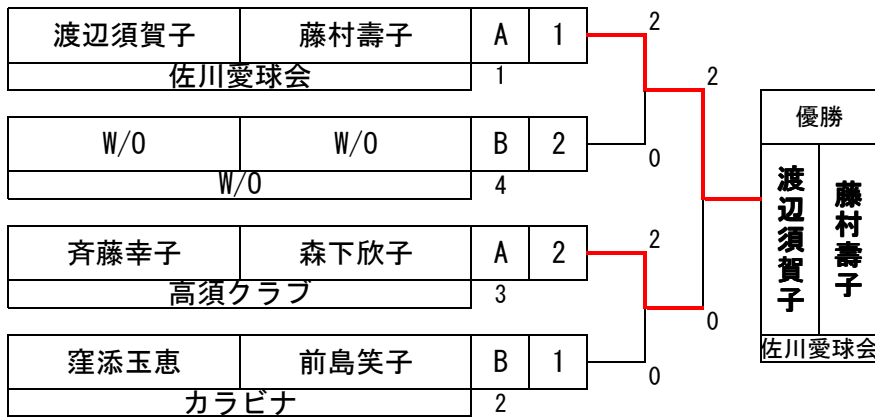 渡辺須賀子 藤村壽子 A 1
佐川愛球会 1
2
W/O W/O B 2
W/O 4
0
2
斉藤幸子 森下欣子 A 2
高須クラブ 3
2
窪添玉恵 前島笑子 B 1
カラビナ 2
0
0
優勝
渡辺須賀子
藤村壽子
佐川愛球会